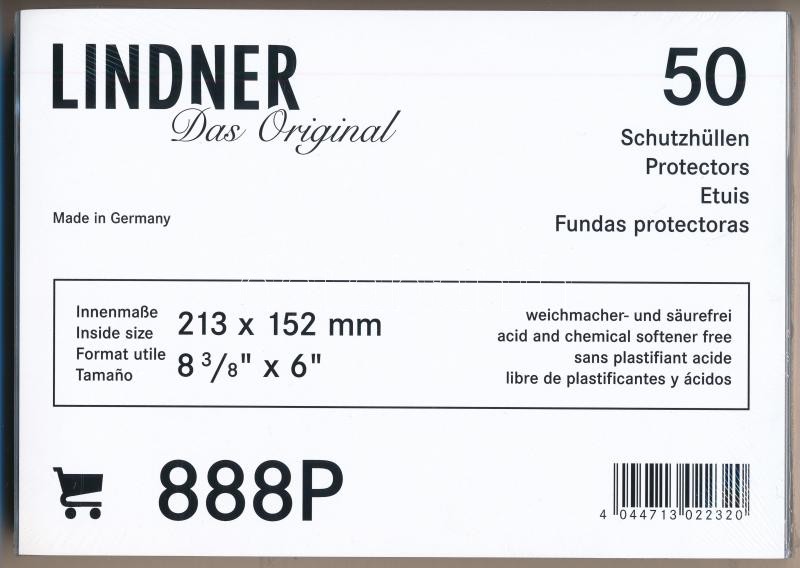 LINDNER
Das Original
50
Schutzhüllen
Protectors
Etuis
Fundas protectoras
Made in Germany
Innenmaße
Inside size
Format utile
Tamaño
213 x 152 mm
8 3/8" x 6"
weichmacher- und säurefrei
acid and chemical softener free
sans plastifiant acide
libre de plastificantes y ácidos
888P
4 044713 022320